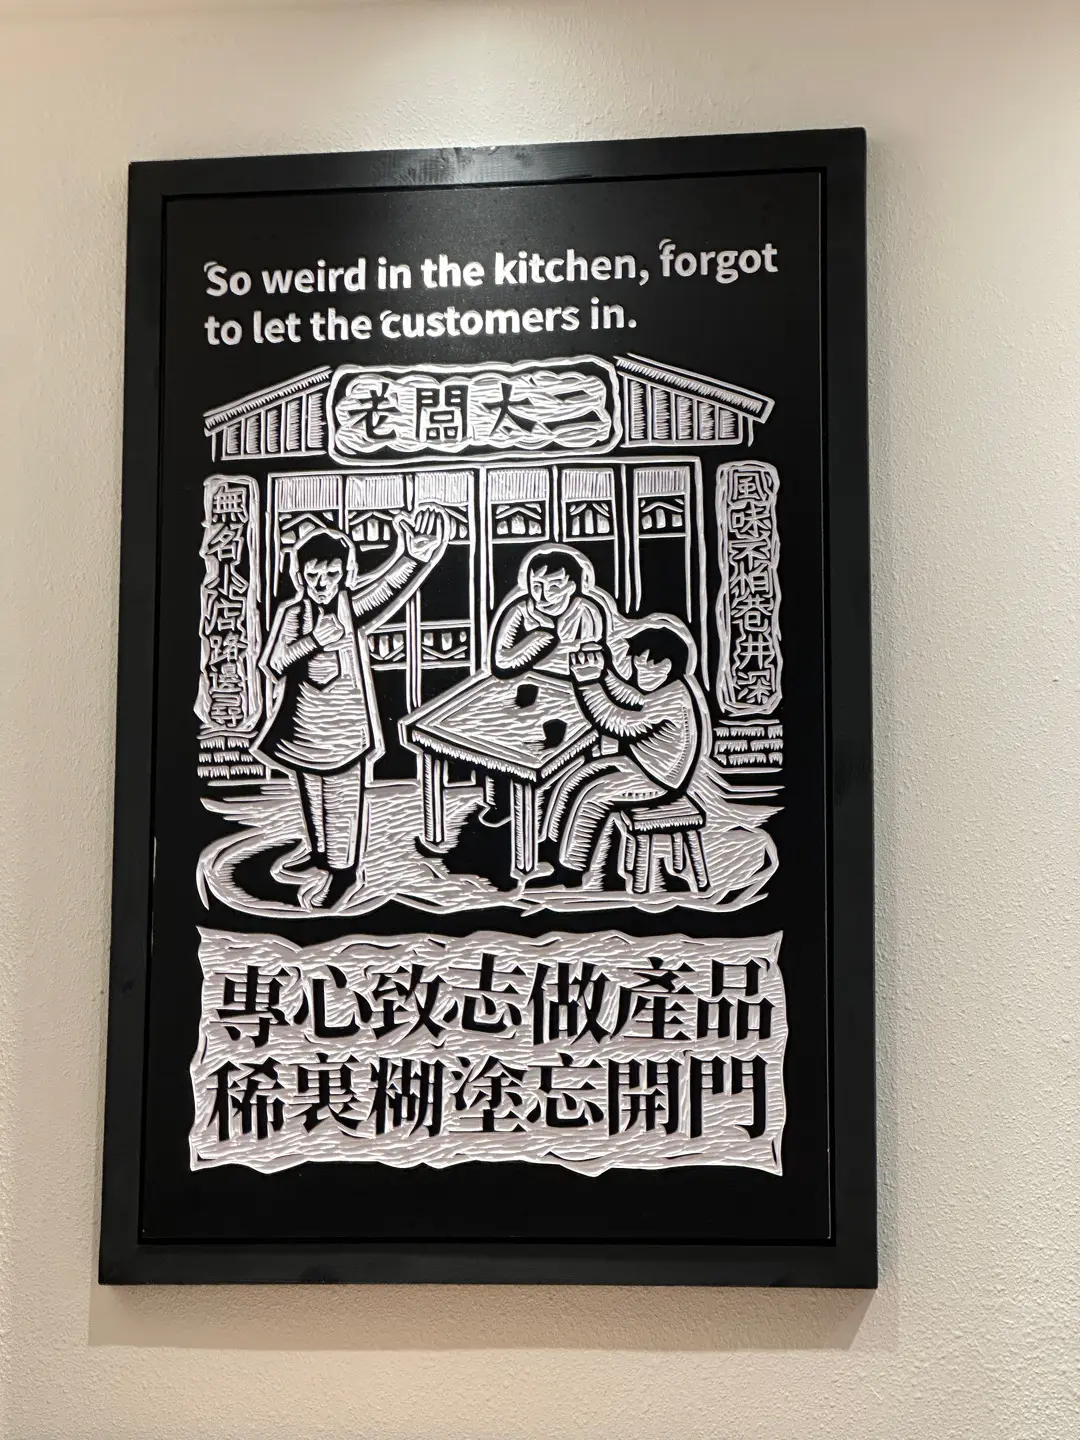 So weird in the kitchen, forgot
to let the customers in.
老闆太二
無名小店路邊尋
風味不怕巷井深
專心致志做產品
稀裏糊塗忘開門